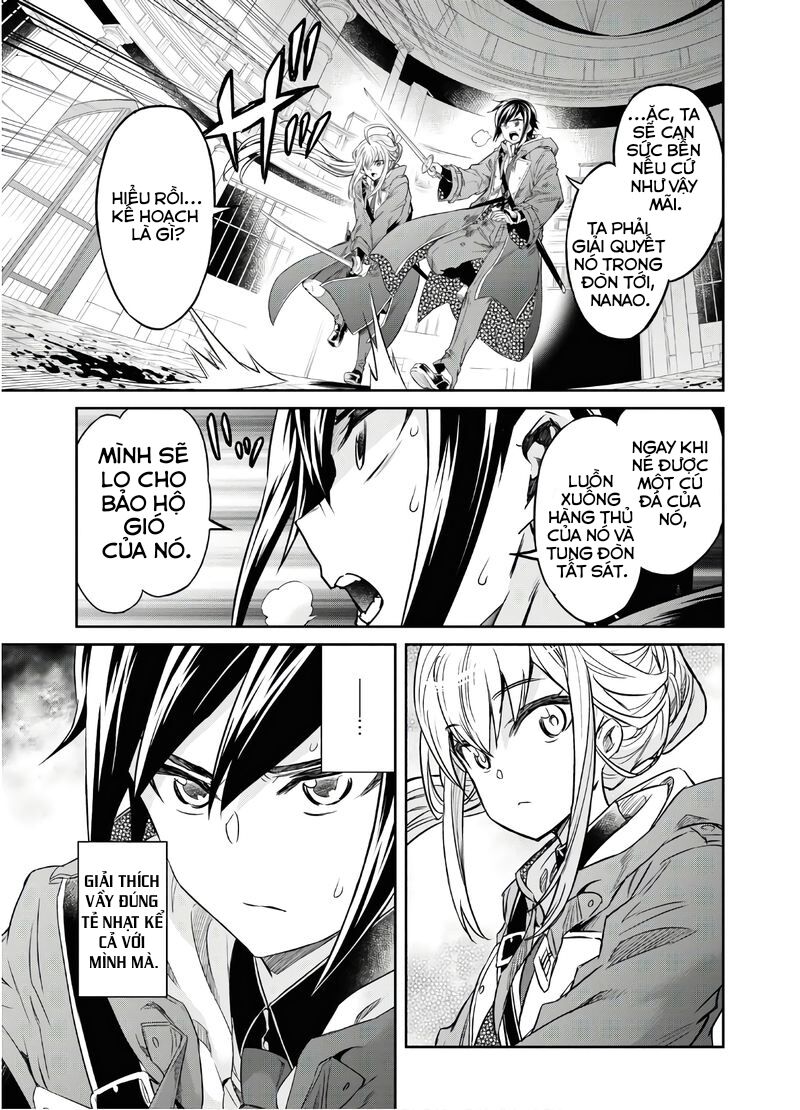 ...ẶC, TA
SẼ CẠN
SỨC BỀN
NẾU CỨ
NHƯ VẬY
MÃI.
TA PHẢI
GIẢI QUYẾT
NÓ TRONG
ĐÒN TỚI,
NANAO.
HIỂU RỒI...
KẾ HOẠCH
LÀ GÌ?
NGAY KHI
NÉ ĐƯỢC
MỘT CÚ
ĐÁ CỦA NÓ,
LUỒN
XUỐNG
HÀNG THỦ
CỦA NÓ VÀ
TUNG ĐÒN
TẤT SÁT.
MÌNH SẼ
LO CHO
BẢO HỘ
GIÓ
CỦA NÓ.
......
GIẢI THÍCH
VẦY ĐÚNG
TẺ NHẠT KỂ
CẢ VỚI
MÌNH MÀ.